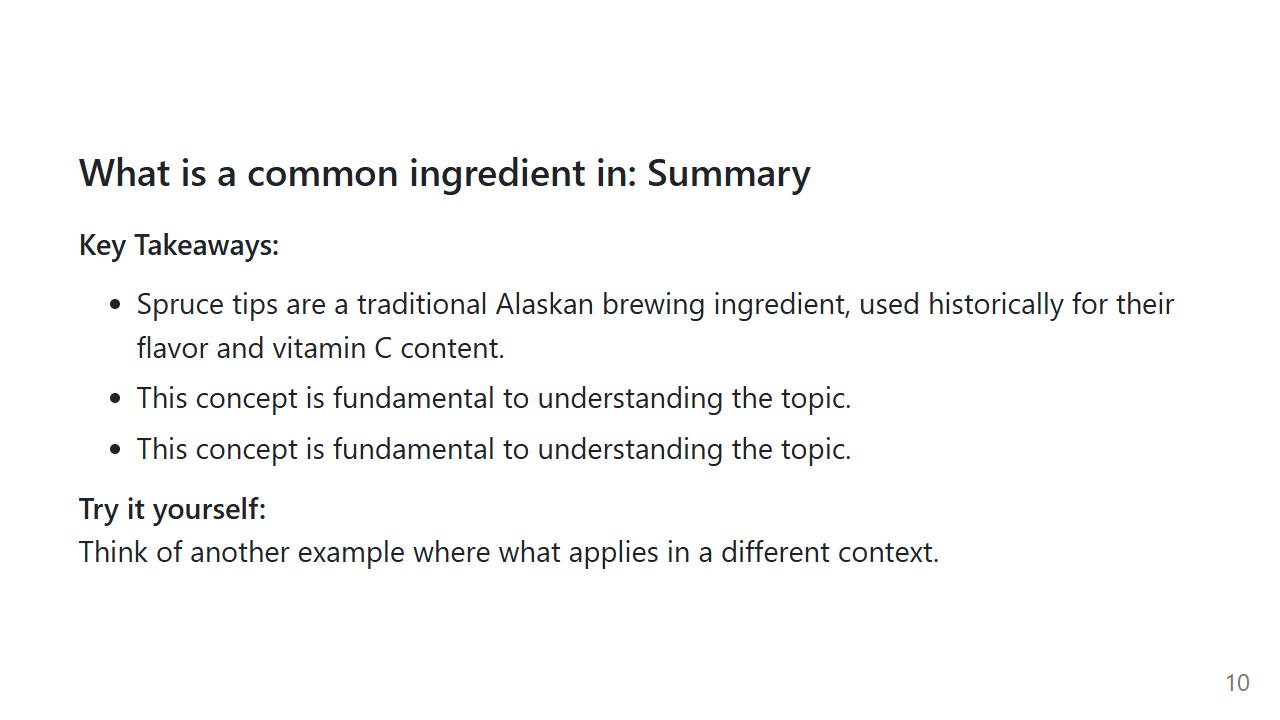 What is a common ingredient in: Summary
Key Takeaways:
Spruce tips are a traditional Alaskan brewing ingredient, used historically for their
flavor and vitamin C content.
This concept is fundamental to understanding the topic.
This concept is fundamental to understanding the topic.
Try it yourself:
Think of another example where what applies in a different context.
10